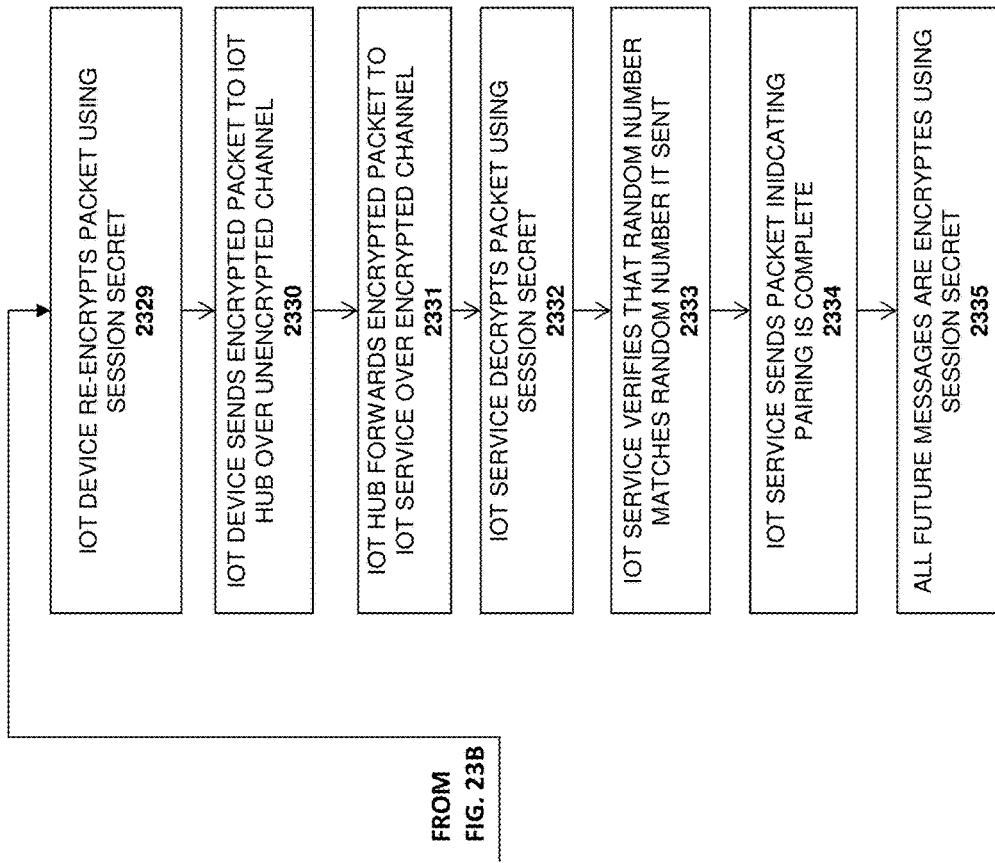 FROM
FIG. 23B
IOT DEVICE RE-ENCRYPTS PACKET USING
SESSION SECRET
2329
IOT DEVICE SENDS ENCRYPTED PACKET TO IOT
HUB OVER UNENCRYPTED CHANNEL
2330
IOT HUB FORWARDS ENCRYPTED PACKET TO
IOT SERVICE OVER ENCRYPTED CHANNEL
2331
IOT SERVICE DECRYPTS PACKET USING
SESSION SECRET
2332
IOT SERVICE VERIFIES THAT RANDOM NUMBER
MATCHES RANDOM NUMBER IT SENT
2333
IOT SERVICE SENDS PACKET INIDCATING
PAIRING IS COMPLETE
2334
ALL FUTURE MESSAGES ARE ENCRYPTES USING
SESSION SECRET
2335